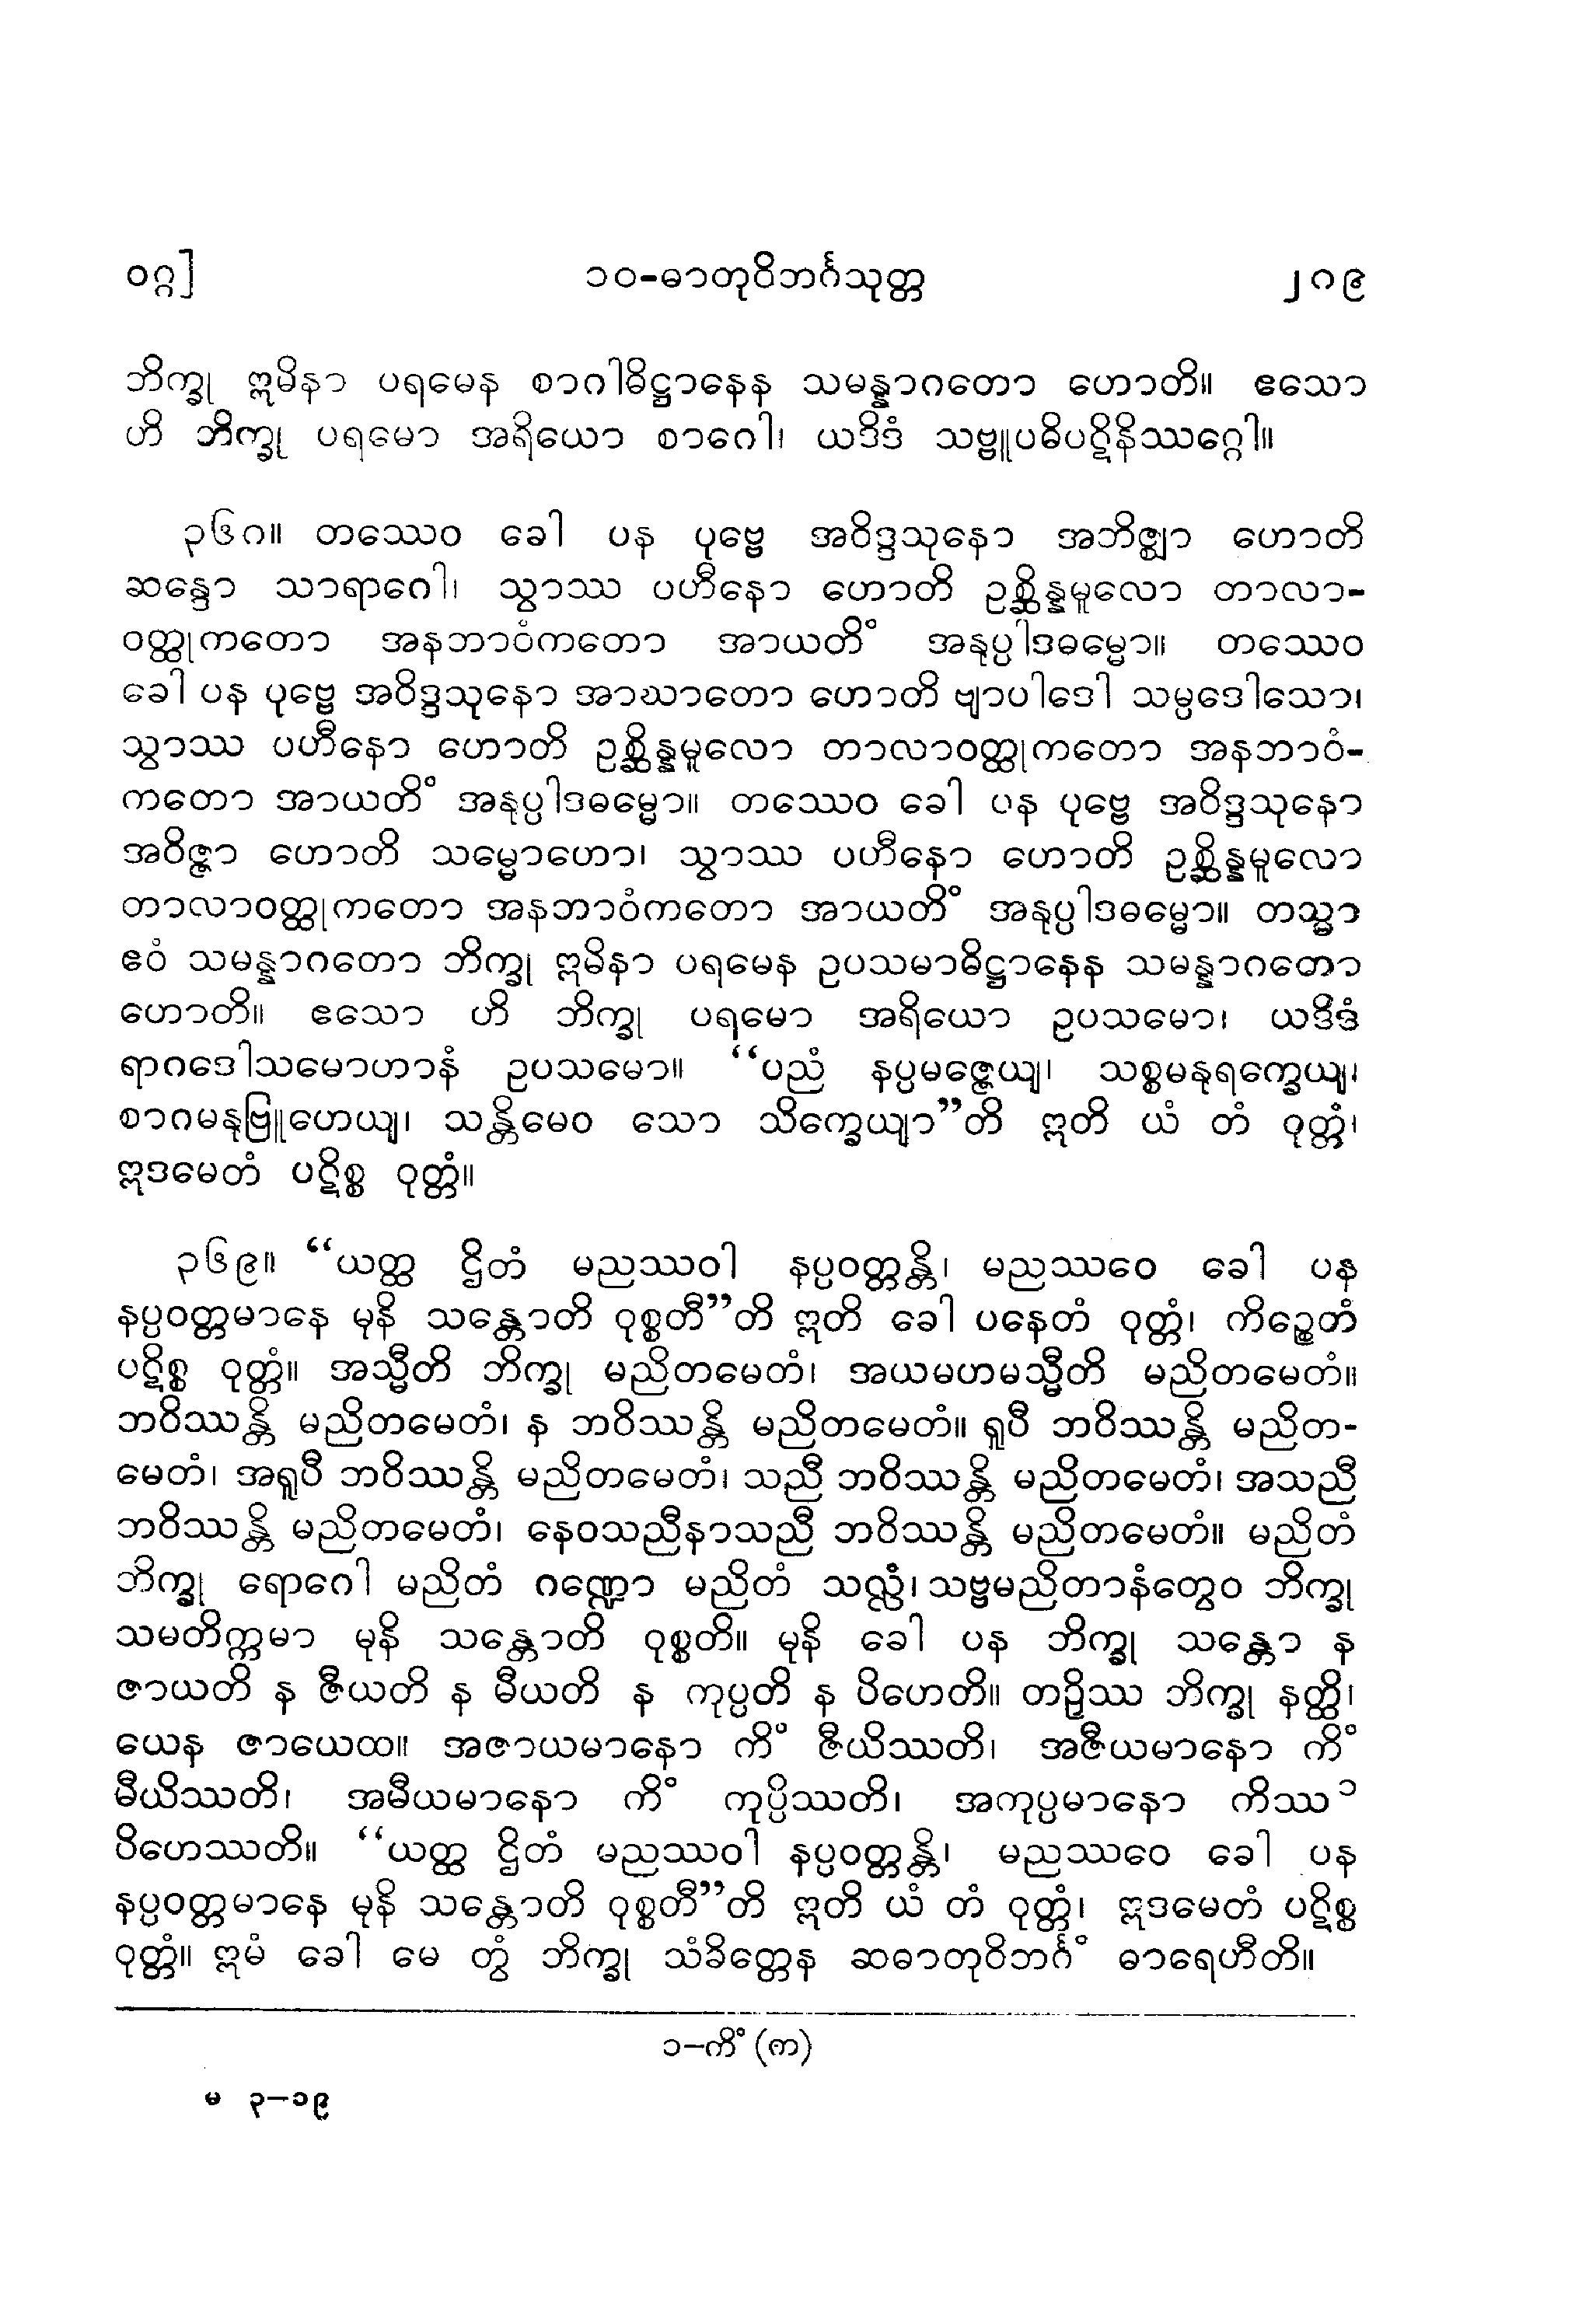 ဝဂ္ဂ] ၁၀-ဓာတုဝိဘင်္ဂသုတ္တ ၂၈၉
ဘိက္ခု ဣမိနာ ပရမေန စာဂါဓိဋ္ဌာနေန သမန္နာဂတော ဟောတိ။ ဧသော
ဟိ ဘိက္ခု ပရမော အရိယော စာဂေါ၊ ယဒိဒံ သဗ္ဗူပဓိပဋိနိဿဂ္ဂေါ။
၃၆၈။ တဿေဝ ခေါ ပန ပုဗ္ဗေ အဝိဒ္ဒသုနော အဘိဇ္ဈာ ဟောတိ
ဆန္ဒော သာရာဂေါ၊ သွာဿ ပဟီနော ဟောတိ ဥစ္ဆိန္နမူလော တာလာ-
ဝတ္ထုကတော အနဘာဝံကတော အာယတိံ အနုပ္ပါဒဓမ္မော။ တဿေဝ
ခေါ ပန ပုဗ္ဗေ အဝိဒ္ဒသုနော အာဃာတော ဟောတိ ဗျာပါဒေါ သမ္ပဒေါသော၊
သွာဿ ပဟီနော ဟောတိ ဥစ္ဆိန္နမူလော တာလာဝတ္ထုကတော အနဘာဝံ-
ကတော အာယတိံ အနုပ္ပါဒဓမ္မော။ တဿေဝ ခေါ ပန ပုဗ္ဗေ အဝိဒ္ဒသုနော
အဝိဇ္ဇာ ဟောတိ သမ္မောဟော၊ သွာဿ ပဟီနော ဟောတိ ဥစ္ဆိန္နမူလော
တာလာဝတ္ထုကတော အနဘာဝံကတော အာယတိံ အနုပ္ပါဒဓမ္မော။ တသ္မာ
ဧဝံ သမန္နာဂတော ဘိက္ခု ဣမိနာ ပရမေန ဥပသမာဓိဋ္ဌာနေန သမန္နာဂတော
ဟောတိ။ ဧသော ဟိ ဘိက္ခု ပရမော အရိယော ဥပသမော၊ ယဒိဒံ
ရာဂဒေါသမောဟာနံ ဥပသမော။ “ပညံ နပ္ပမဇ္ဇေယျ၊ သစ္စမနုရက္ခေယျ၊
စာဂမနုဗြူဟေယျ၊ သန္တိမေဝ သော သိက္ခေယျာ”တိ ဣတိ ယံ တံ ဝုတ္တံ၊
ဣဒမေတံ ပဋိစ္စ ဝုတ္တံ။
၃၆၉။ “ယတ္ထ ဌိတံ မညဿဝါ နပ္ပဝတ္တန္တိ၊ မညဿဝေ ခေါ ပန
နပ္ပဝတ္တမာနေ မုနိ သန္တောတိ ဝုစ္စတီ”တိ ဣတိ ခေါ ပနေတံ ဝုတ္တံ၊ ကိဉ္စေတံ
ပဋိစ္စ ဝုတ္တံ။ အသ္မီတိ ဘိက္ခု မညိတမေတံ၊ အယမဟမသ္မီတိ မညိတမေတံ။
ဘဝိဿန္တိ မညိတမေတံ၊ န ဘဝိဿန္တိ မညိတမေတံ။ ရူပီ ဘဝိဿန္တိ မညိတ-
မေတံ၊ အရူပီ ဘဝိဿန္တိ မညိတမေတံ၊ သညီ ဘဝိဿန္တိ မညိတမေတံ၊ အသညီ
ဘဝိဿန္တိ မညိတမေတံ၊ နေဝသညီနာသညီ ဘဝိဿန္တိ မညိတမေတံ။ မညိတံ
ဘိက္ခု ရောဂေါ မညိတံ ဂဏ္ဍော မညိတံ သလ္လံ၊ သဗ္ဗမညိတာနံတွေဝ ဘိက္ခု
သမတိက္ကမာ မုနိ သန္တောတိ ဝုစ္စတိ။ မုနိ ခေါ ပန ဘိက္ခု သန္တော န
ဇာယတိ န ဇီယတိ န မီယတိ န ကုပ္ပတိ န ပိဟေတိ။ တဉှိဿ ဘိက္ခု နတ္ထိ၊
ယေန ဇာယေထ။ အဇာယမာနော ကိံ ဇီယိဿတိ၊ အဇီယမာနော ကိံ
မီယိဿတိ၊ အမီယမာနော ကိံ ကုပ္ပိဿတိ၊ အကုပ္ပမာနော ကိဿ ၁
ပိဟေဿတိ။ “ယတ္ထ ဌိတံ မညဿဝါ နပ္ပဝတ္တန္တိ၊ မညဿဝေ ခေါ ပန
နပ္ပဝတ္တမာနေ မုနိ သန္တောတိ ဝုစ္စတီ”တိ ဣတိ ယံ တံ ဝုတ္တံ၊ ဣဒမေတံ ပဋိစ္စ
ဝုတ္တံ။ ဣမံ ခေါ မေ တွံ ဘိက္ခု သံခိတ္တေန ဆဓာတုဝိဘင်္ဂံ ဓာရေဟီတိ။
၁-ကိံ (က)
မ ၃-၁၉